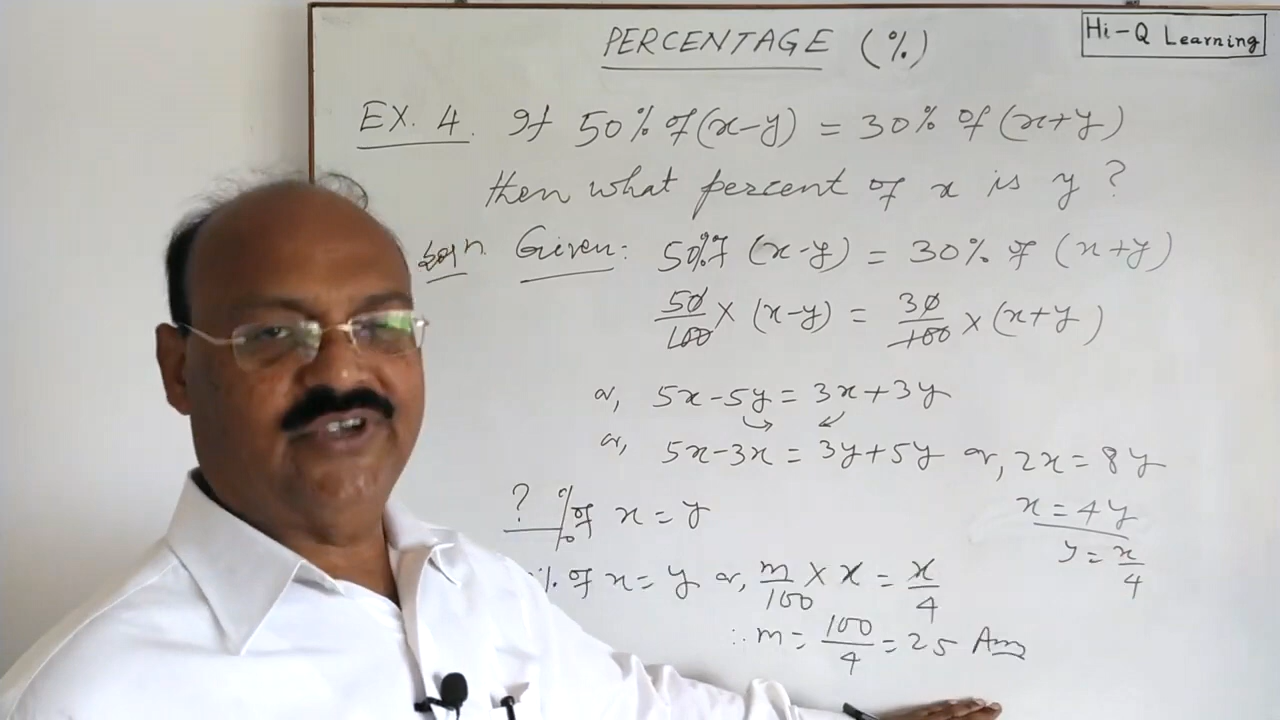 PERCENTAGE (%)
Hi-Q Learning
EX. 4. If 50% of (x-y) = 30% of (x+y)
then what percent of x is y ?
Soln. Given: 50% of (x-y) = 30% of (x+y)
50/100 × (x-y) = 30/100 × (x+y)
or, 5x-5y = 3x+3y
or, 5x-3x = 3y+5y or, 2x = 8y
? % of x = y
x = 4y
y = x/4
% of x = y or, m/100 × x = x/4
∴ m = 100/4 = 25 Ans